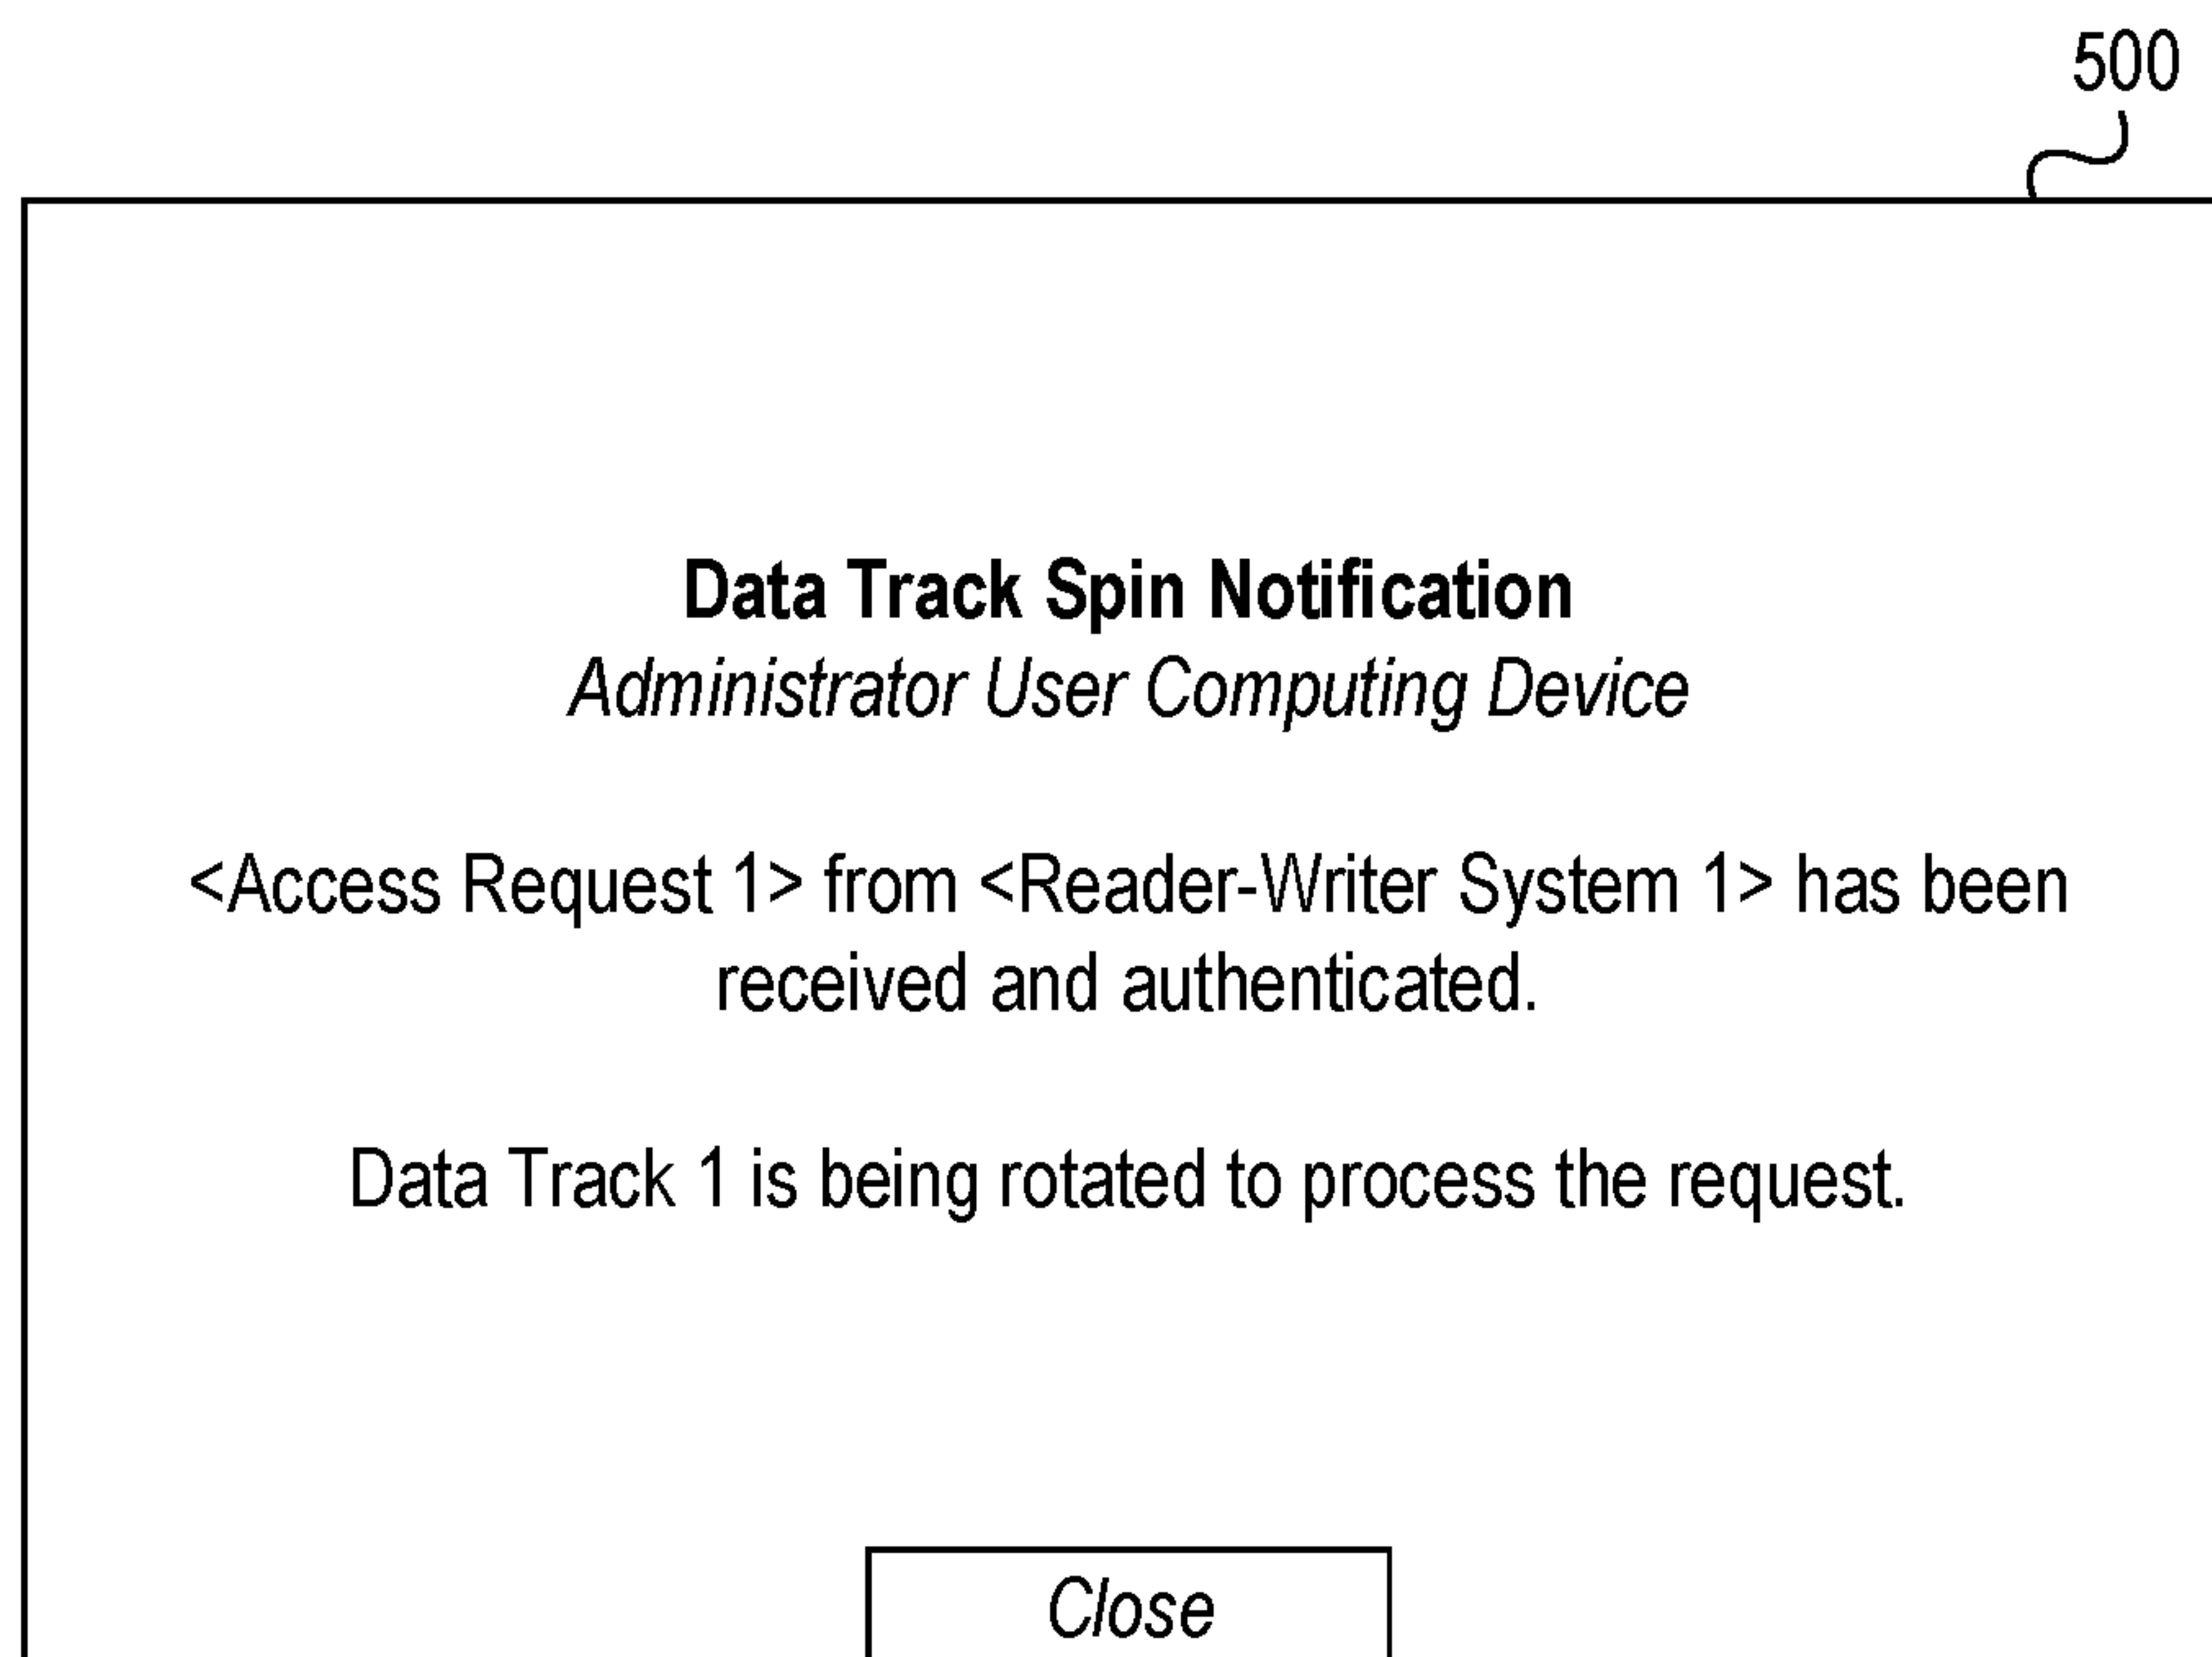 500
Data Track Spin Notification
Administrator User Computing Device
<Access Request 1> from <Reader-Writer System 1> has been
received and authenticated.
Data Track 1 is being rotated to process the request.
Close